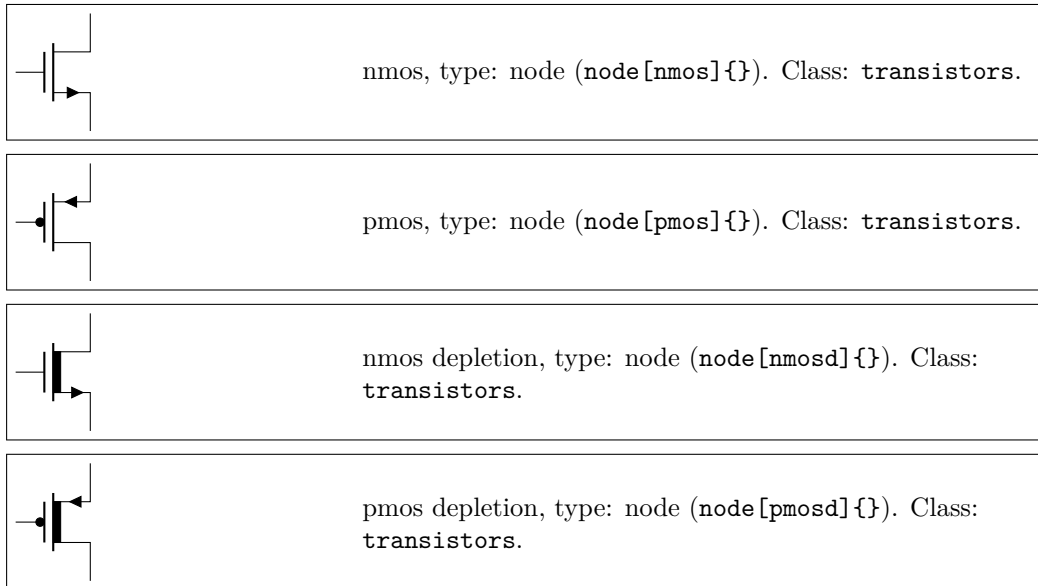 nmos, type: node (node[nmos]{}). Class: transistors.
pmos, type: node (node[pmos]{}). Class: transistors.
nmos depletion, type: node (node[nmosd]{}). Class:
transistors.
pmos depletion, type: node (node[pmosd]{}). Class:
transistors.